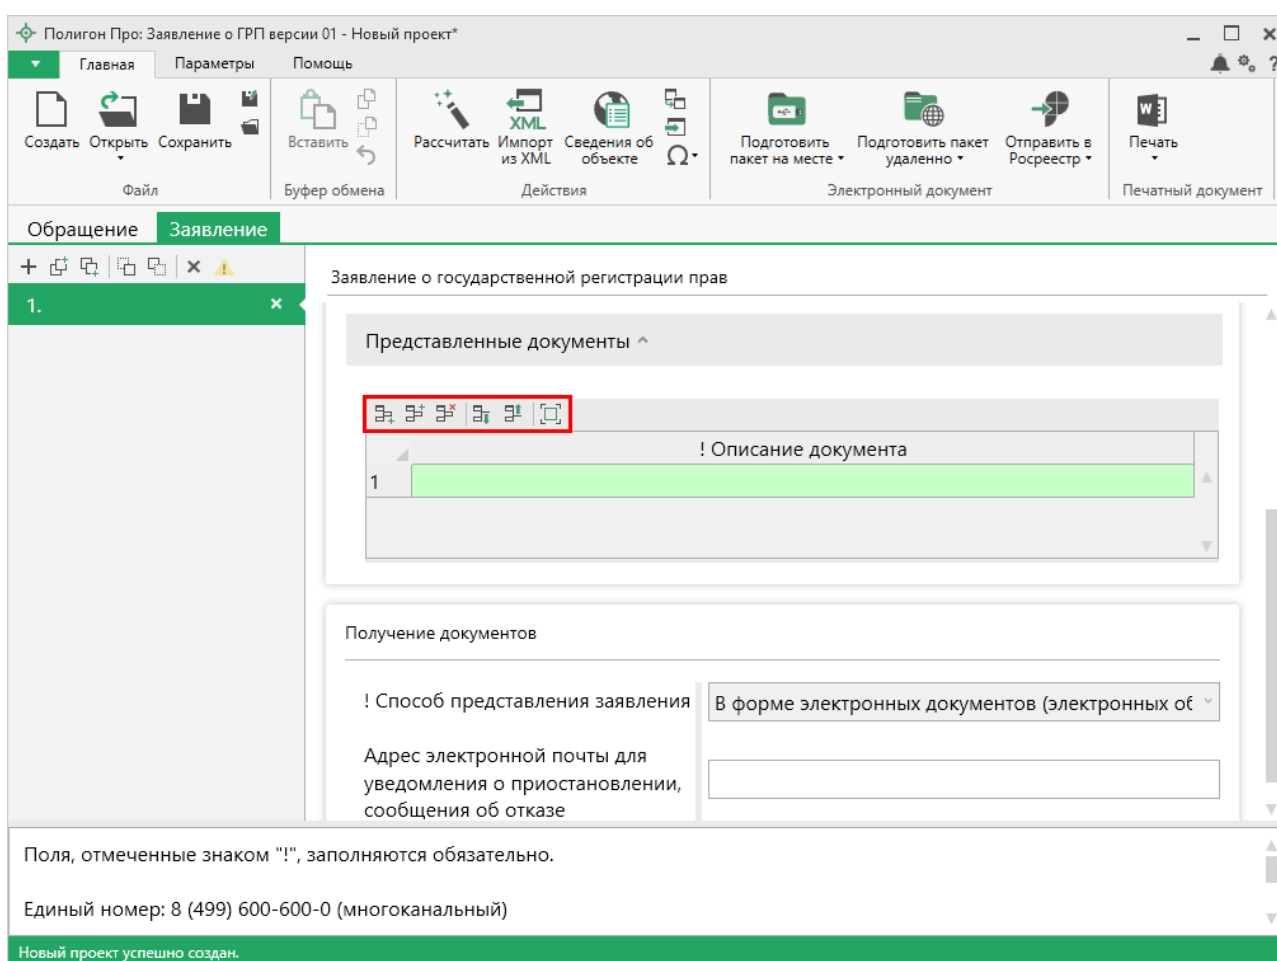 Полигон Про: Заявление о ГРП версии 01 - Новый проект*
Главная Параметры Помощь
Создать Открыть Сохранить
Файл
Вставить
Буфер обмена
XML
Рассчитать Импорт из XML Сведения об объекте
Действия
Подготовить пакет на месте Подготовить пакет удаленно Отправить в Росреестр
Электронный документ
Печать
Печатный документ
Обращение Заявление
1.
Заявление о государственной регистрации прав
Представленные документы
! Описание документа
1
Получение документов
! Способ представления заявления
В форме электронных документов (электронных об
Адрес электронной почты для
уведомления о приостановлении,
сообщения об отказе
Поля, отмеченные знаком "!", заполняются обязательно.
Единый номер: 8 (499) 600-600-0 (многоканальный)
Новый проект успешно создан.